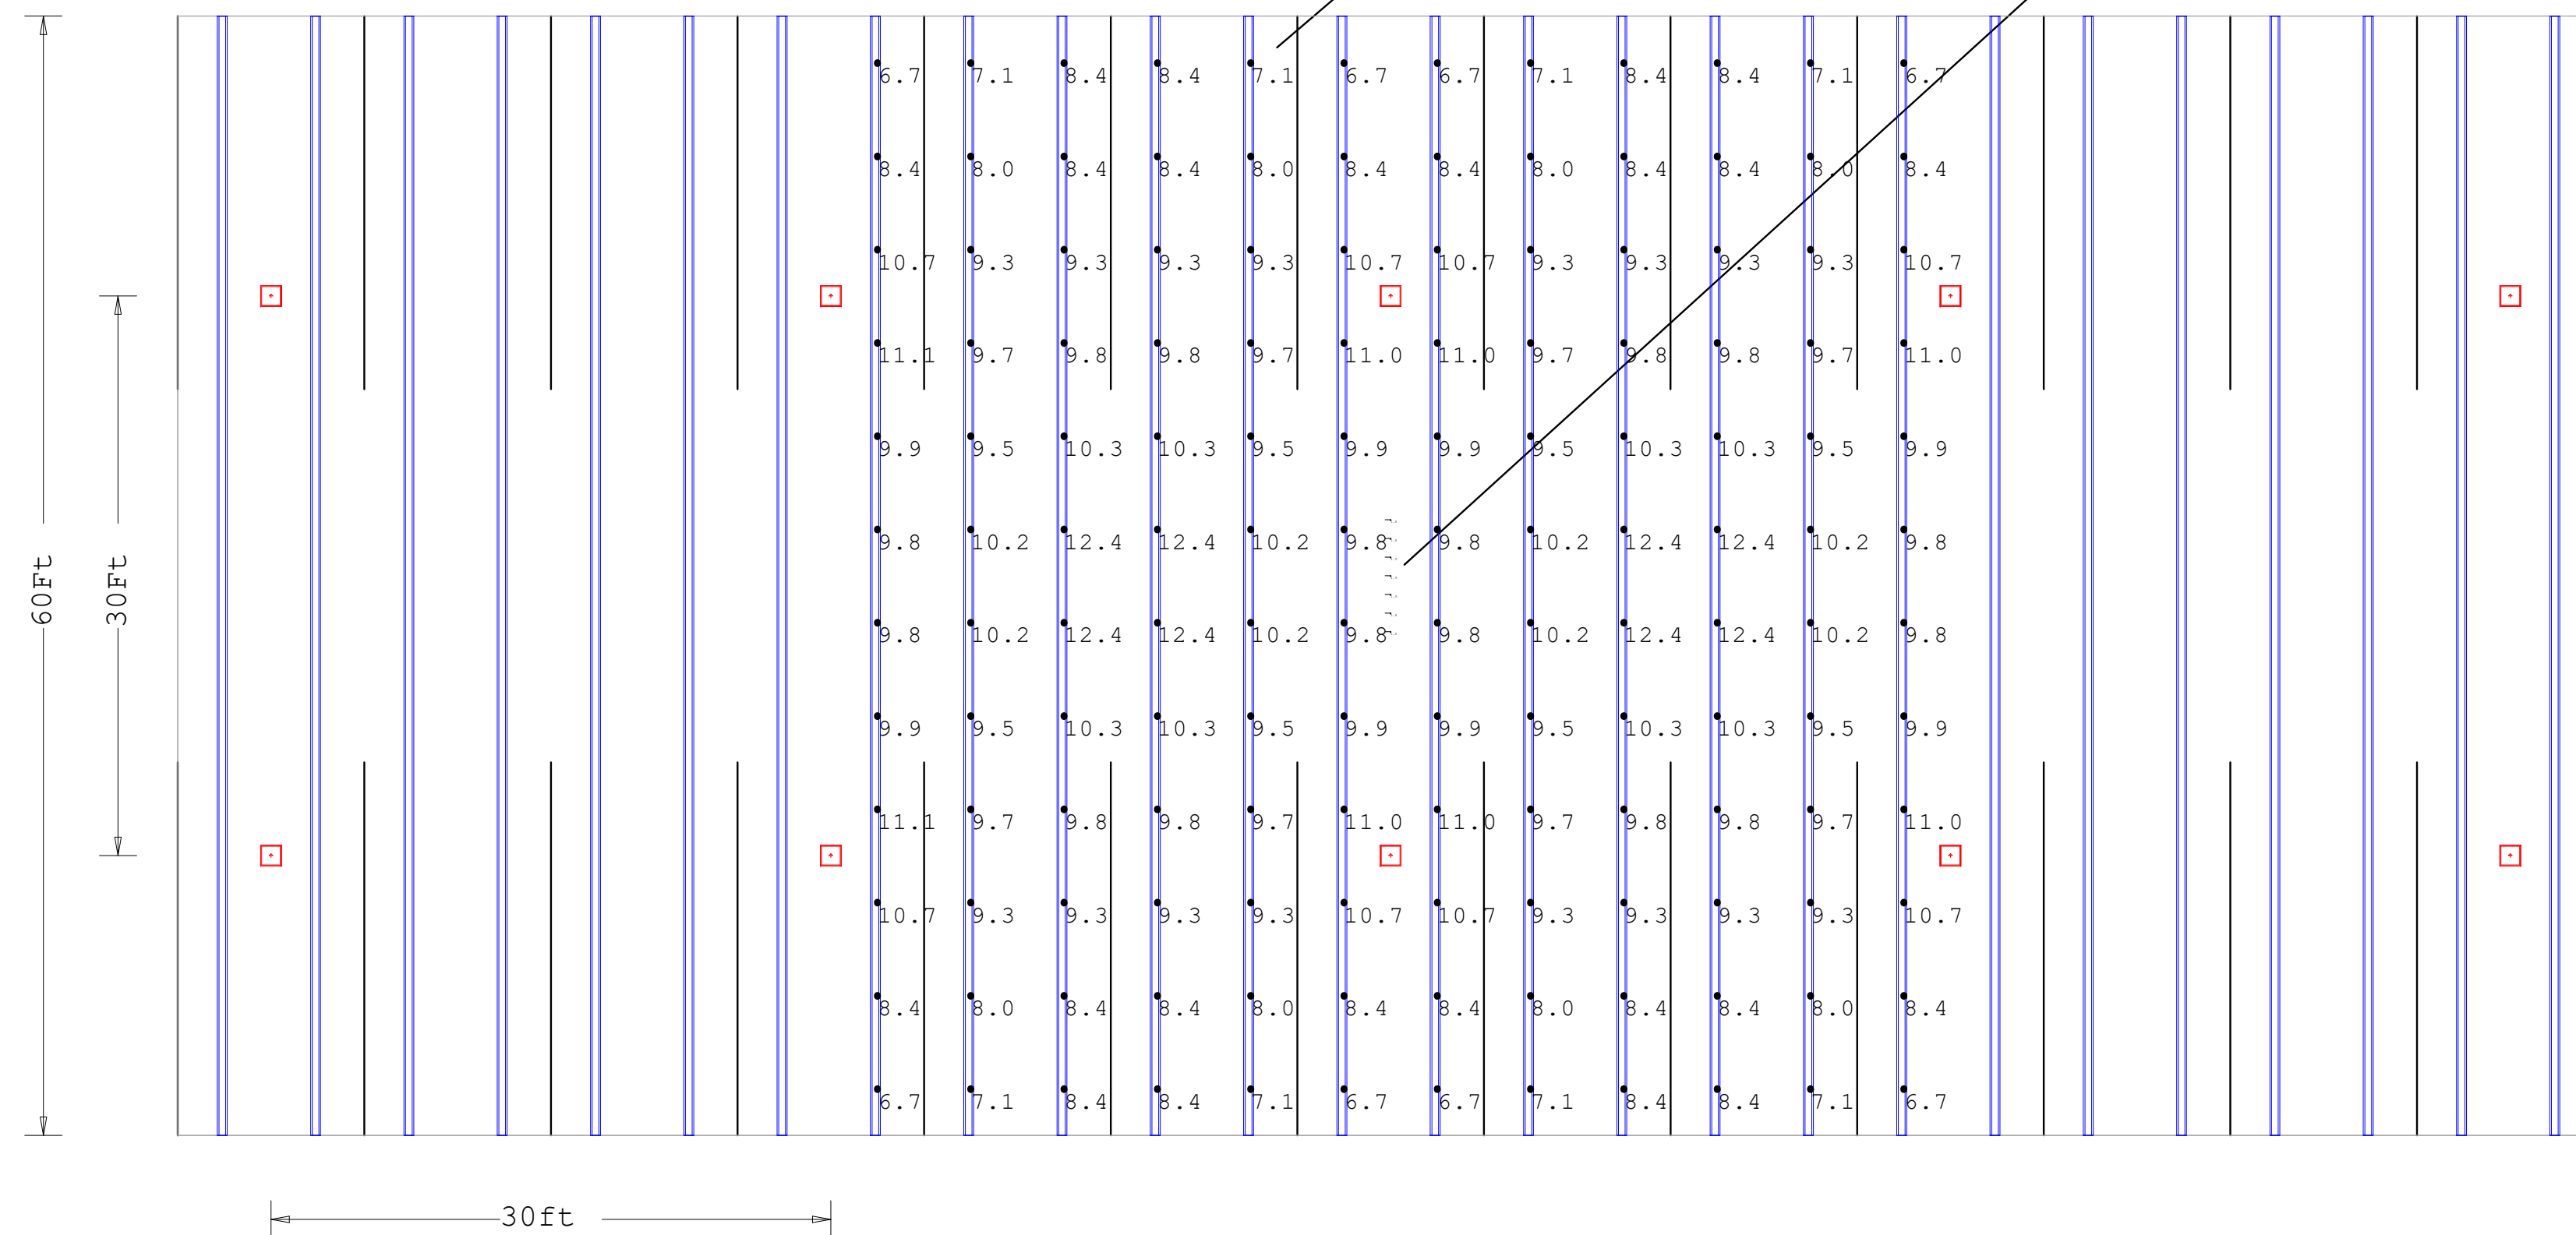 6.7 7.1 8.4 8.4 7.1 6.7 6.7 7.1 8.4 8.4 7.1 6.7
8.4 8.0 8.4 8.4 8.0 8.4 8.4 8.0 8.4 8.4 8.0 8.4
10.7 9.3 9.3 9.3 9.3 10.7 10.7 9.3 9.3 9.3 9.3 10.7
11.1 9.7 9.8 9.8 9.7 11.0 11.0 9.7 9.8 9.8 9.7 11.0
9.9 9.5 10.3 10.3 9.5 9.9 9.9 9.5 10.3 10.3 9.5 9.9
9.8 10.2 12.4 12.4 10.2 9.8 9.8 10.2 12.4 12.4 10.2 9.8
60Ft
30Ft
9.8 10.2 12.4 12.4 10.2 9.8 9.8 10.2 12.4 12.4 10.2 9.8
9.9 9.5 10.3 10.3 9.5 9.9 9.9 9.5 10.3 10.3 9.5 9.9
11.1 9.7 9.8 9.8 9.7 11.0 11.0 9.7 9.8 9.8 9.7 11.0
10.7 9.3 9.3 9.3 9.3 10.7 10.7 9.3 9.3 9.3 9.3 10.7
8.4 8.0 8.4 8.4 8.0 8.4 8.4 8.0 8.4 8.4 8.0 8.4
6.7 7.1 8.4 8.4 7.1 6.7 6.7 7.1 8.4 8.4 7.1 6.7
30ft